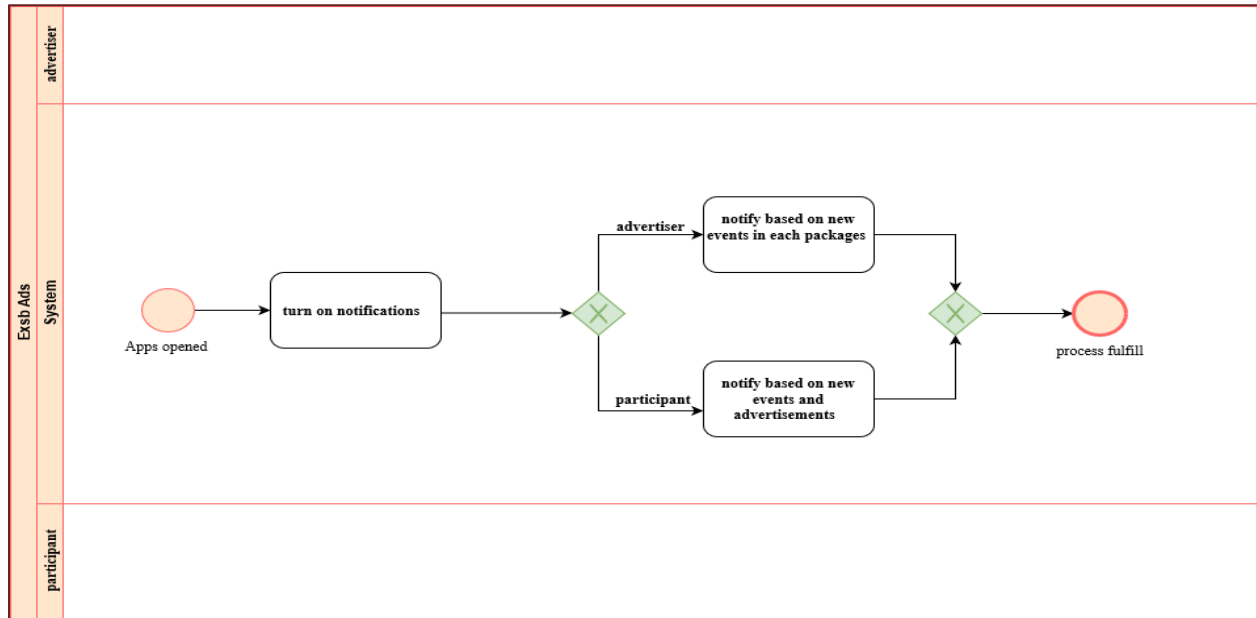 Exsb Ads
advertiser
System
participant
Apps opened
turn on notifications
advertiser
notify based on new
events in each packages
participant
notify based on new
events and
advertisements
process fulfill